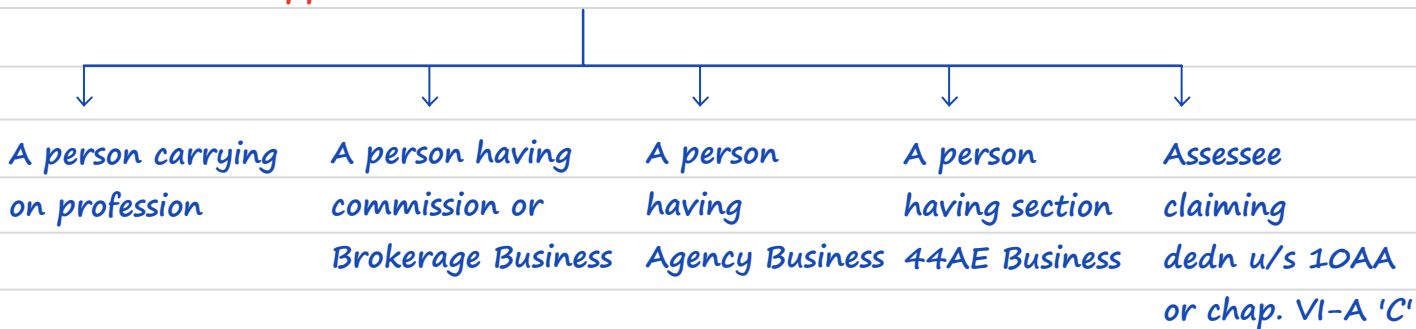 A person carrying
on profession
A person having
commission or
Brokerage Business
A person
having
Agency Business
A person
having section
44AE Business
Assessee
claiming
dedn u/s 10AA
or chap. VI-A 'C'